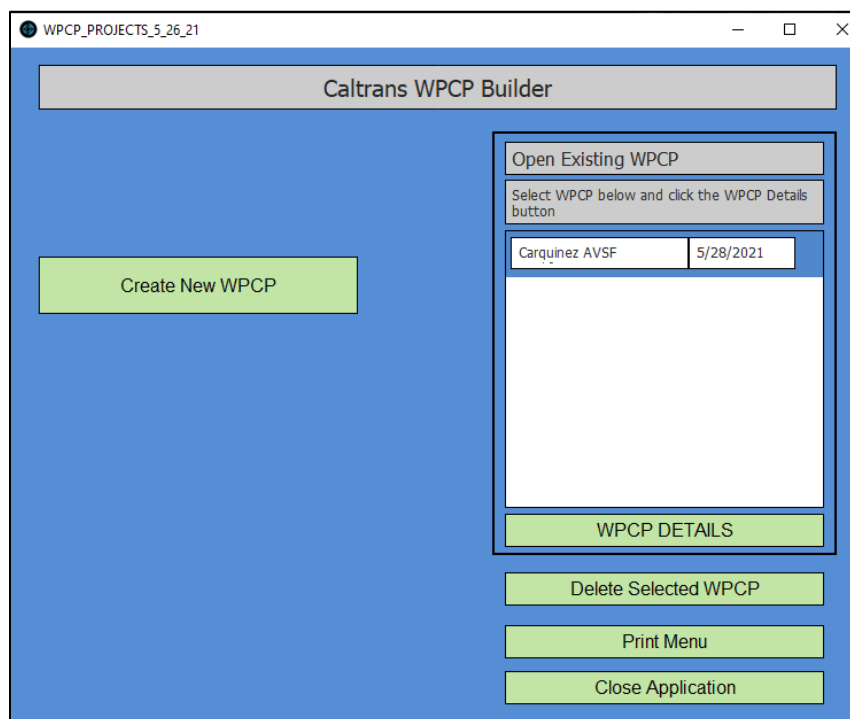 WPCP_PROJECTS_5_26_21
Caltrans WPCP Builder
Open Existing WPCP
Select WPCP below and click the WPCP Details
button
Carquinez AVSF 5/28/2021
Create New WPCP
WPCP DETAILS
Delete Selected WPCP
Print Menu
Close Application